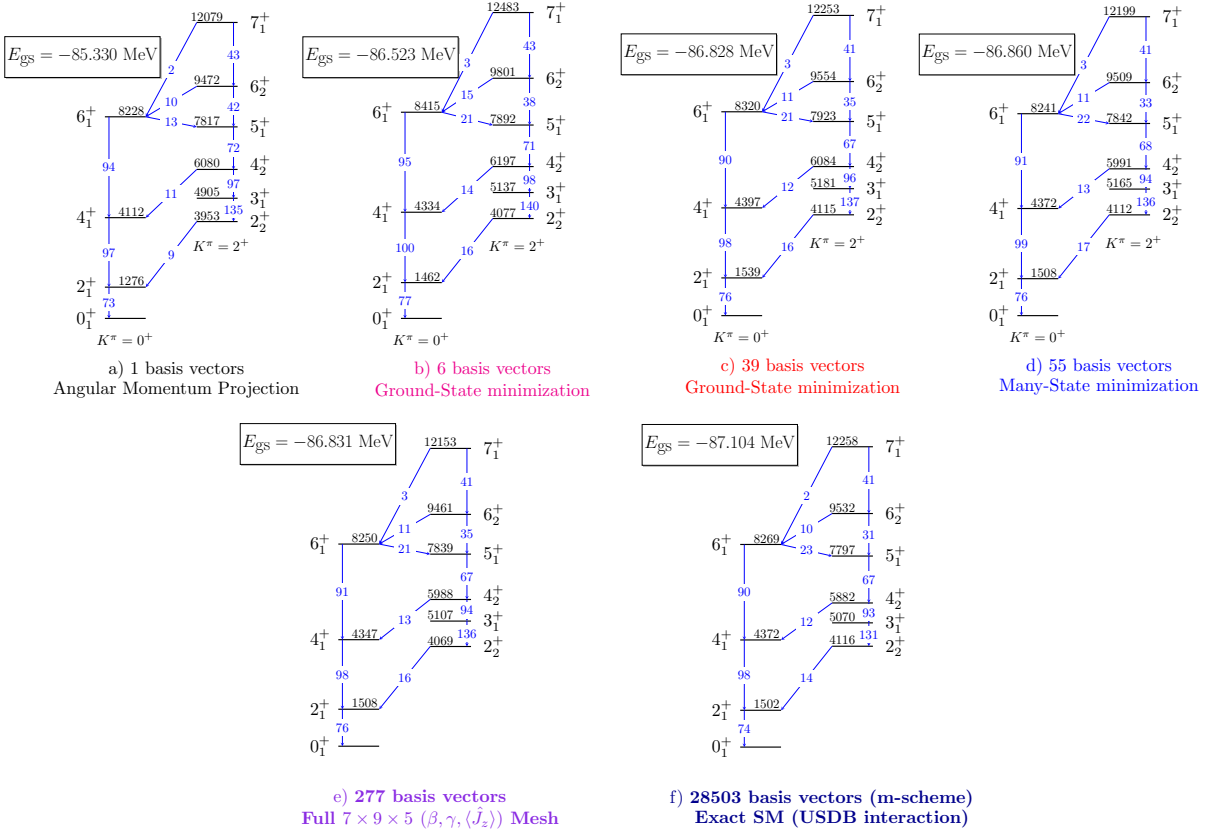 E_gs = −85.330 MeV
12079 7_1^+
2 43
9472 6_2^+
10 42
6_1^+ 8228 13 7817 5_1^+
94 72
6080 4_2^+
11 97
4905 3_1^+
4_1^+ 4112 135
3953 2_2^+
97 9 K^π = 2^+
2_1^+ 1276
73
0_1^+
K^π = 0^+
a) 1 basis vectors
Angular Momentum Projection
E_gs = −86.523 MeV
12483 7_1^+
3 43
9801 6_2^+
15 38
6_1^+ 8415 21 7892 5_1^+
95 71
6197 4_2^+
14 98
5137 3_1^+
4_1^+ 4334 140
4077 2_2^+
100 16 K^π = 2^+
2_1^+ 1462
77
0_1^+
K^π = 0^+
b) 6 basis vectors
Ground-State minimization
E_gs = −86.828 MeV
12253 7_1^+
3 41
9554 6_2^+
11 35
6_1^+ 8320 21 7923 5_1^+
90 67
6084 4_2^+
12 96
5181 3_1^+
4_1^+ 4397 137
4115 2_2^+
98 16 K^π = 2^+
2_1^+ 1539
76
0_1^+
K^π = 0^+
c) 39 basis vectors
Ground-State minimization
E_gs = −86.860 MeV
12199 7_1^+
3 41
9509 6_2^+
11 33
6_1^+ 8241 22 7842 5_1^+
91 68
5991 4_2^+
13 94
5165 3_1^+
4_1^+ 4372 136
4112 2_2^+
99 17 K^π = 2^+
2_1^+ 1508
76
0_1^+
K^π = 0^+
d) 55 basis vectors
Many-State minimization
E_gs = −86.831 MeV
12153 7_1^+
3 41
9461 6_2^+
11 35
6_1^+ 8250 21 7839 5_1^+
91 67
5988 4_2^+
13 94
5107 3_1^+
4_1^+ 4347 136
4069 2_2^+
98 16
2_1^+ 1508
76
0_1^+
e) 277 basis vectors
Full 7 × 9 × 5 (β, γ, ⟨Ĵ_z⟩) Mesh
E_gs = −87.104 MeV
12258 7_1^+
2 41
9532 6_2^+
10 31
6_1^+ 8269 23 7797 5_1^+
90 67
5882 4_2^+
12 93
5070 3_1^+
4_1^+ 4372 131
4116 2_2^+
98 14
2_1^+ 1502
74
0_1^+
f) 28503 basis vectors (m-scheme)
Exact SM (USDB interaction)